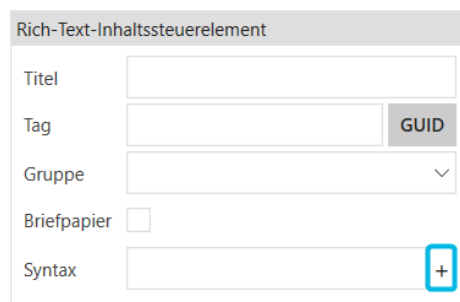 Rich-Text-Inhaltssteuerelement
Titel
Tag GUID
Gruppe
Briefpapier
Syntax +